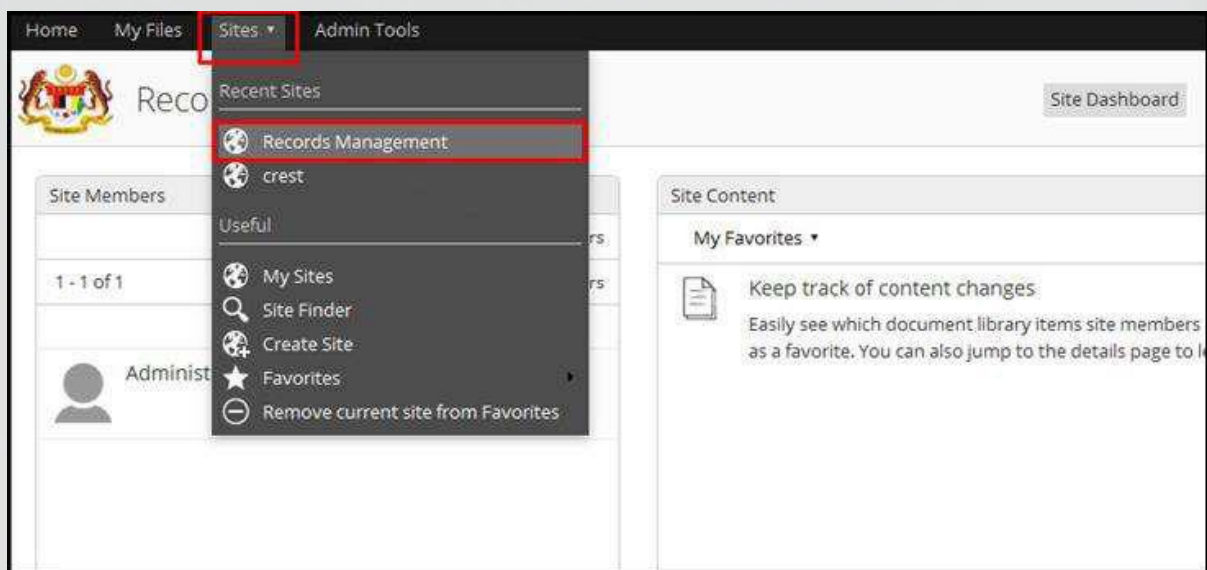 Home My Files Sites Admin Tools
Reco
Site Dashboard
Recent Sites
Records Management
crest
Useful
My Sites
Site Finder
Create Site
Favorites
Remove current site from Favorites
Site Members
rs
1 - 1 of 1
rs
Administ
Site Content
My Favorites
Keep track of content changes
Easily see which document library items site members
as a favorite. You can also jump to the details page to